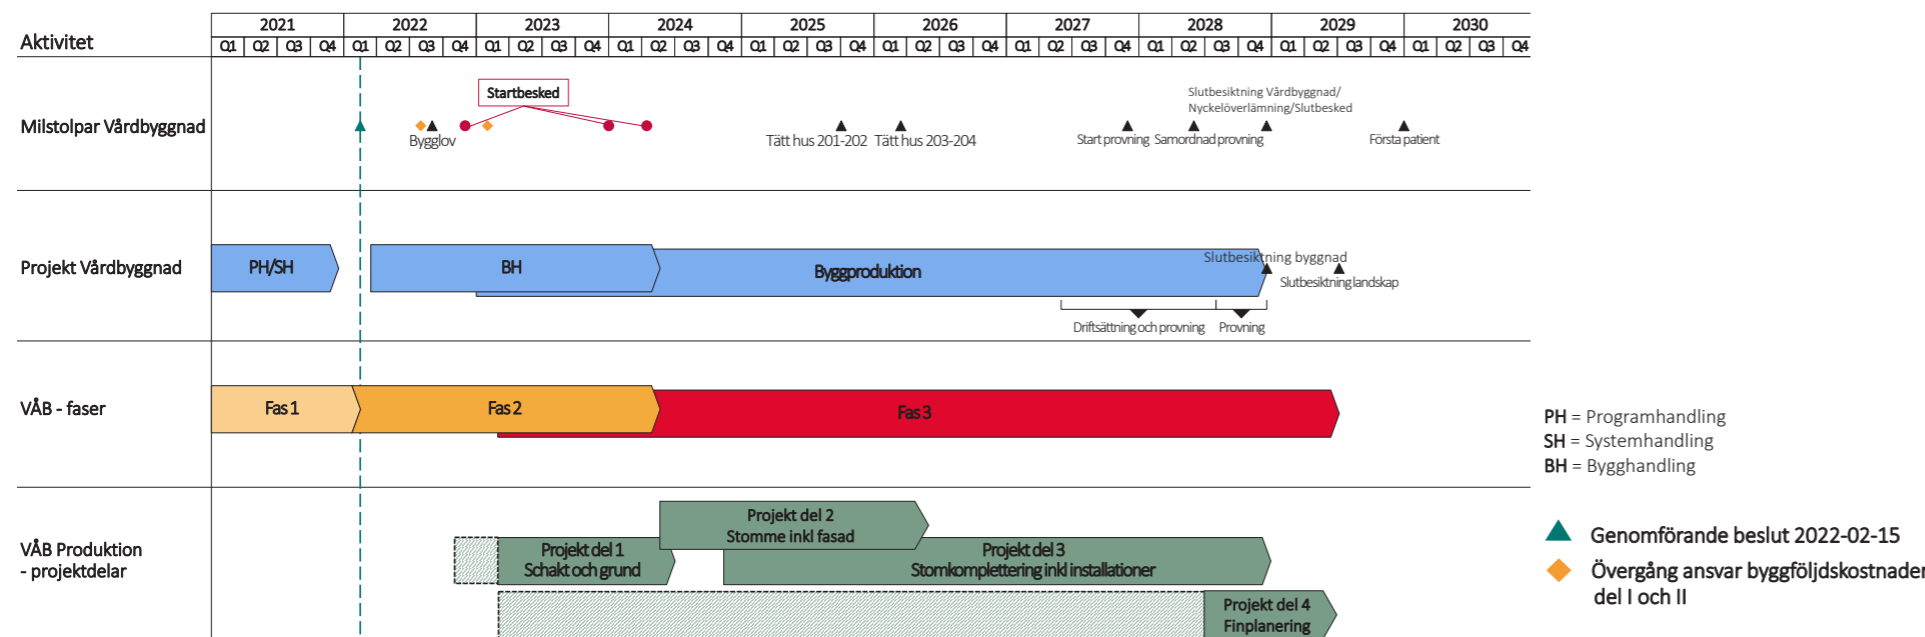 2021 2022 2023 2024 2025 2026 2027 2028 2029 2030
Aktivitet
Q1 Q2 Q3 Q4 Q1 Q2 Q3 Q4 Q1 Q2 Q3 Q4 Q1 Q2 Q3 Q4 Q1 Q2 Q3 Q4 Q1 Q2 Q3 Q4 Q1 Q2 Q3 Q4 Q1 Q2 Q3 Q4 Q1 Q2 Q3 Q4 Q1 Q2 Q3 Q4
Milstolpar Vårdbyggnad
Startbesked
Bygglov
Tätt hus 201-202
Tätt hus 203-204
Start provning
Samordnad provning
Slutbesiktning Vårdbyggnad/
Nyckelöverlämning/Slutbesked
Första patient
Projekt Vårdbyggnad
PH/SH
BH
Byggproduktion
Slutbesiktning byggnad
Slutbesiktning landskap
Driftsättning och provning
Provning
VÅB - faser
Fas 1
Fas 2
Fas 3
PH = Programhandling
SH = Systemhandling
BH = Bygghandling
VÅB Produktion
- projektdelar
Projekt del 1
Schakt och grund
Projekt del 2
Stomme inkl fasad
Projekt del 3
Stomkomplettering inkl installationer
Projekt del 4
Finplanering
Genomförande beslut 2022-02-15
Övergång ansvar byggföljdskostnader
del I och II